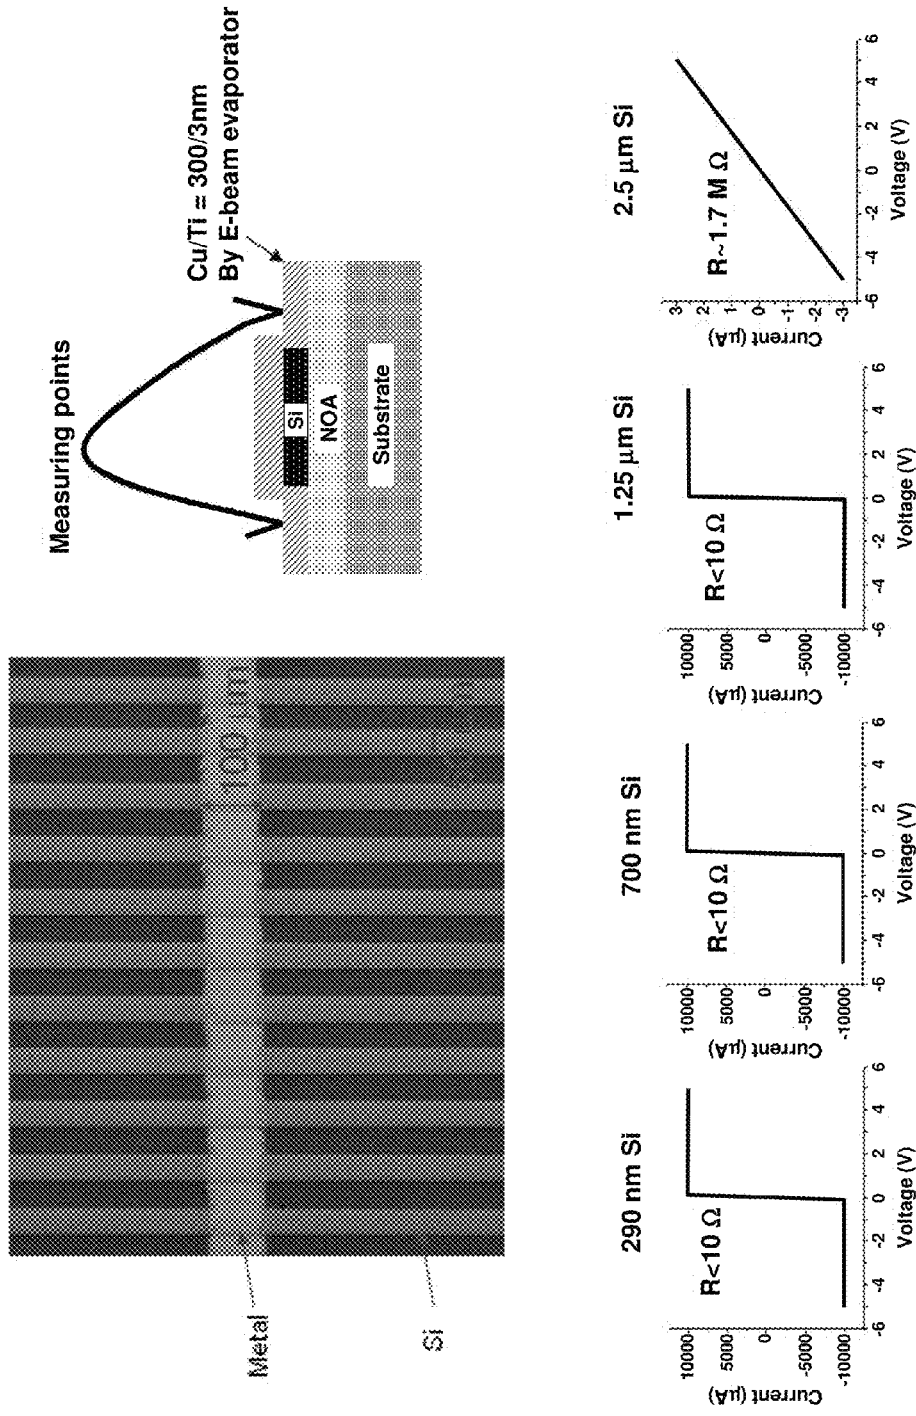 Metal
Si
100 µm
Measuring points
Cu/Ti = 300/3nm
By E-beam evaporator
Si
NOA
Substrate
290 nm Si
R<10 Ω
Current (µA)
10000
5000
0
-5000
-10000
-6
-4
-2
0
2
4
6
Voltage (V)
700 nm Si
R<10 Ω
Current (µA)
10000
5000
0
-5000
-10000
-6
-4
-2
0
2
4
6
Voltage (V)
1.25 µm Si
R<10 Ω
Current (µA)
10000
5000
0
-5000
-10000
-6
-4
-2
0
2
4
6
Voltage (V)
2.5 µm Si
R~1.7 M Ω
Current (µA)
3
2
1
0
-1
-2
-3
-6
-4
-2
0
2
4
6
Voltage (V)